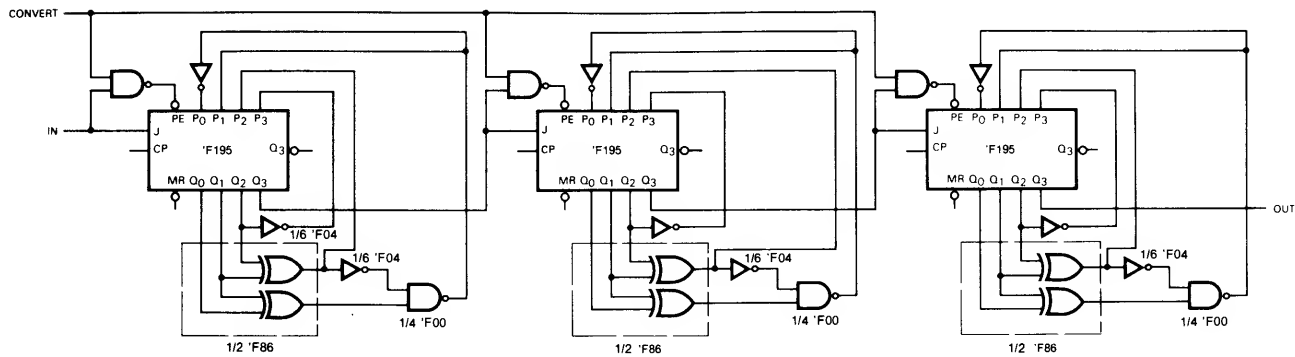 CONVERT
IN
PE P0 P1 P2 P3
J
CP
'F195
Q3
MR Q0 Q1 Q2 Q3
1/6 'F04
1/6 'F04
1/4 'F00
1/2 'F86
PE P0 P1 P2 P3
J
CP
'F195
Q3
MR Q0 Q1 Q2 Q3
1/6 'F04
1/4 'F00
1/2 'F86
PE P0 P1 P2 P3
J
CP
'F195
Q3
MR Q0 Q1 Q2 Q3
OUT
1/6 'F04
1/4 'F00
1/2 'F86